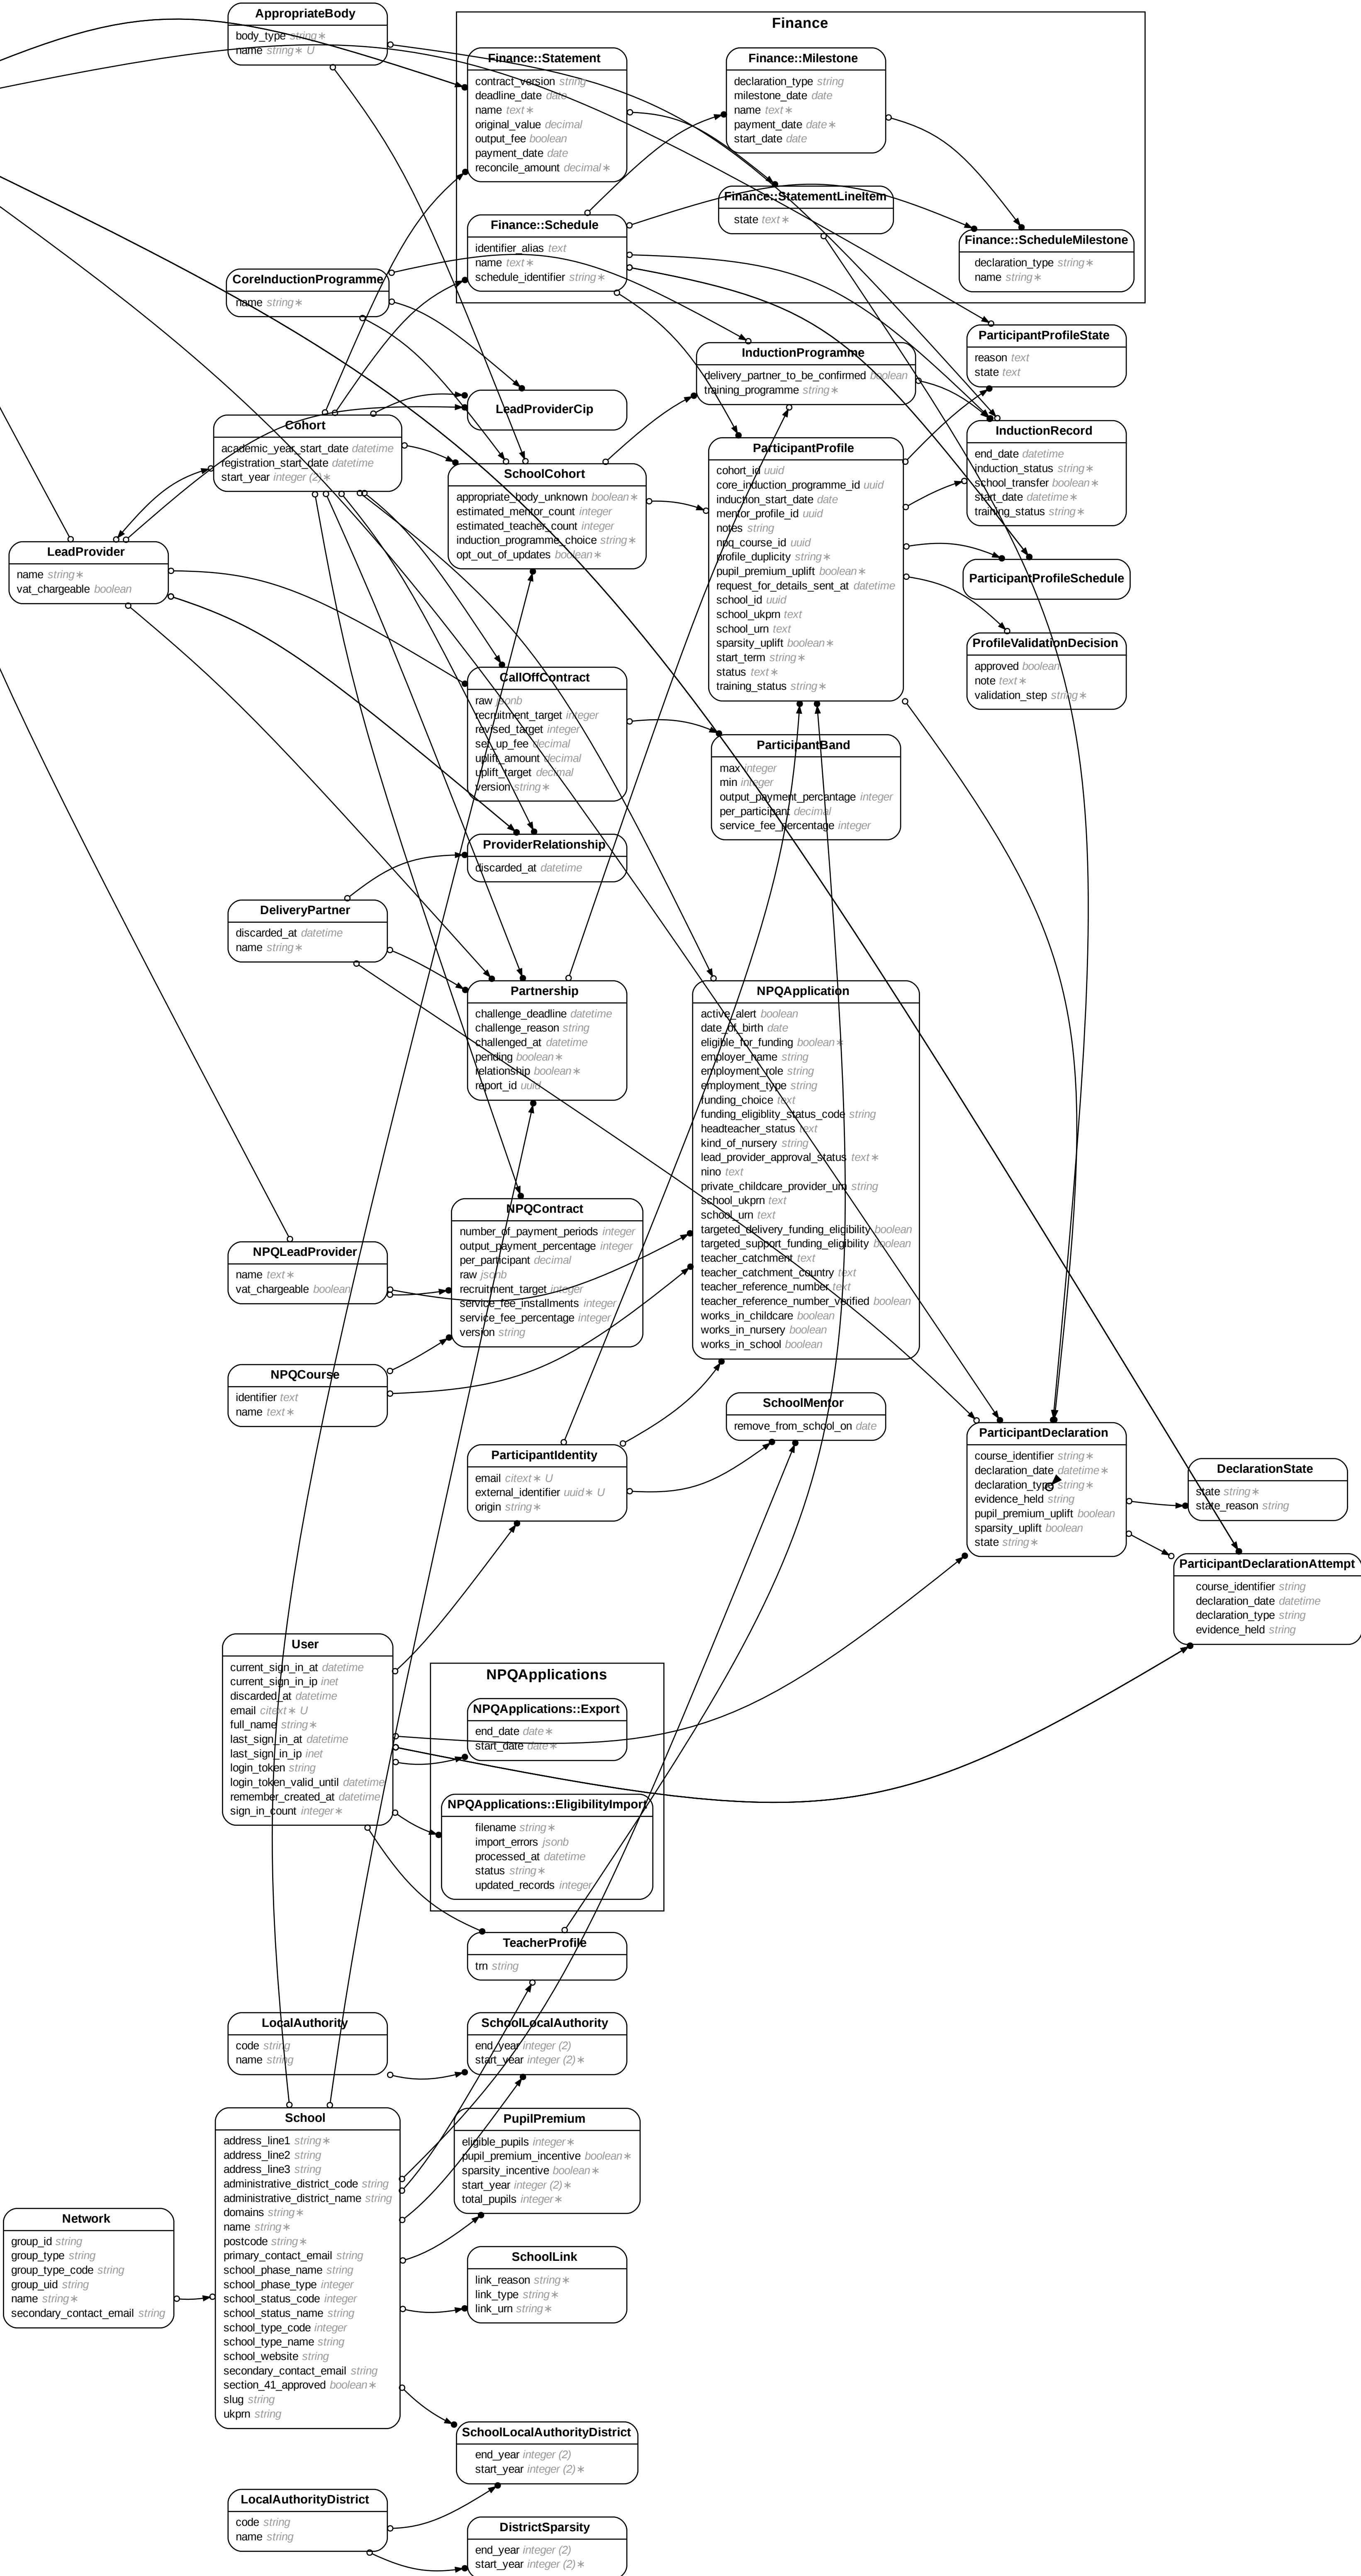 AppropriateBody
body_type string∗
name string∗ U
Finance
Finance::Statement
contract_version string
deadline_date date
name text∗
original_value decimal
output_fee boolean
payment_date date
reconcile_amount decimal∗
Finance::Milestone
declaration_type string
milestone_date date
name text∗
payment_date date∗
start_date date
Finance::StatementLineItem
state text∗
Finance::Schedule
identifier_alias text
name text∗
schedule_identifier string∗
Finance::ScheduleMilestone
declaration_type string∗
name string∗
CoreInductionProgramme
name string∗
ParticipantProfileState
reason text
state text
InductionProgramme
delivery_partner_to_be_confirmed boolean
training_programme string∗
LeadProviderCip
Cohort
academic_year_start_date datetime
registration_start_date datetime
start_year integer (2)∗
InductionRecord
end_date datetime
induction_status string∗
school_transfer boolean∗
start_date datetime∗
training_status string∗
ParticipantProfile
cohort_id uuid
core_induction_programme_id uuid
induction_start_date date
mentor_profile_id uuid
notes string
npq_course_id uuid
profile_duplicity string∗
pupil_premium_uplift boolean∗
request_for_details_sent_at datetime
school_id uuid
school_ukprn text
school_urn text
sparsity_uplift boolean∗
start_term string∗
status text∗
training_status string∗
SchoolCohort
appropriate_body_unknown boolean∗
estimated_mentor_count integer
estimated_teacher_count integer
induction_programme_choice string∗
opt_out_of_updates boolean∗
LeadProvider
name string∗
vat_chargeable boolean
ParticipantProfileSchedule
ProfileValidationDecision
approved boolean
note text∗
validation_step string∗
CallOffContract
raw jsonb
recruitment_target integer
revised_target integer
set_up_fee decimal
uplift_amount decimal
uplift_target decimal
version string∗
ParticipantBand
max integer
min integer
output_payment_percantage integer
per_participant decimal
service_fee_percentage integer
ProviderRelationship
discarded_at datetime
DeliveryPartner
discarded_at datetime
name string∗
Partnership
challenge_deadline datetime
challenge_reason string
challenged_at datetime
pending boolean∗
relationship boolean∗
report_id uuid
NPQApplication
active_alert boolean
date_of_birth date
eligible_for_funding boolean∗
employer_name string
employment_role string
employment_type string
funding_choice text
funding_eligiblity_status_code string
headteacher_status text
kind_of_nursery string
lead_provider_approval_status text∗
nino text
private_childcare_provider_urn string
school_ukprn text
school_urn text
targeted_delivery_funding_eligibility boolean
targeted_support_funding_eligibility boolean
teacher_catchment text
teacher_catchment_country text
teacher_reference_number text
teacher_reference_number_verified boolean
works_in_childcare boolean
works_in_nursery boolean
works_in_school boolean
NPQContract
number_of_payment_periods integer
output_payment_percentage integer
per_participant decimal
raw jsonb
recruitment_target integer
service_fee_installments integer
service_fee_percentage integer
version string
NPQLeadProvider
name text∗
vat_chargeable boolean
NPQCourse
identifier text
name text∗
SchoolMentor
remove_from_school_on date
ParticipantDeclaration
course_identifier string∗
declaration_date datetime∗
declaration_type string∗
evidence_held string
pupil_premium_uplift boolean
sparsity_uplift boolean
state string∗
ParticipantIdentity
email citext∗ U
external_identifier uuid∗ U
origin string∗
DeclarationState
state string∗
state_reason string
ParticipantDeclarationAttempt
course_identifier string
declaration_date datetime
declaration_type string
evidence_held string
User
current_sign_in_at datetime
current_sign_in_ip inet
discarded_at datetime
email citext∗ U
full_name string∗
last_sign_in_at datetime
last_sign_in_ip inet
login_token string
login_token_valid_until datetime
remember_created_at datetime
sign_in_count integer∗
NPQApplications
NPQApplications::Export
end_date date∗
start_date date∗
NPQApplications::EligibilityImport
filename string∗
import_errors jsonb
processed_at datetime
status string∗
updated_records integer
TeacherProfile
trn string
LocalAuthority
code string
name string
SchoolLocalAuthority
end_year integer (2)
start_year integer (2)∗
School
address_line1 string∗
address_line2 string
address_line3 string
administrative_district_code string
administrative_district_name string
domains string∗
name string∗
postcode string∗
primary_contact_email string
school_phase_name string
school_phase_type integer
school_status_code integer
school_status_name string
school_type_code integer
school_type_name string
school_website string
secondary_contact_email string
section_41_approved boolean∗
slug string
ukprn string
PupilPremium
eligible_pupils integer∗
pupil_premium_incentive boolean∗
sparsity_incentive boolean∗
start_year integer (2)∗
total_pupils integer∗
Network
group_id string
group_type string
group_type_code string
group_uid string
name string∗
secondary_contact_email string
SchoolLink
link_reason string∗
link_type string∗
link_urn string∗
SchoolLocalAuthorityDistrict
end_year integer (2)
start_year integer (2)∗
LocalAuthorityDistrict
code string
name string
DistrictSparsity
end_year integer (2)
start_year integer (2)∗